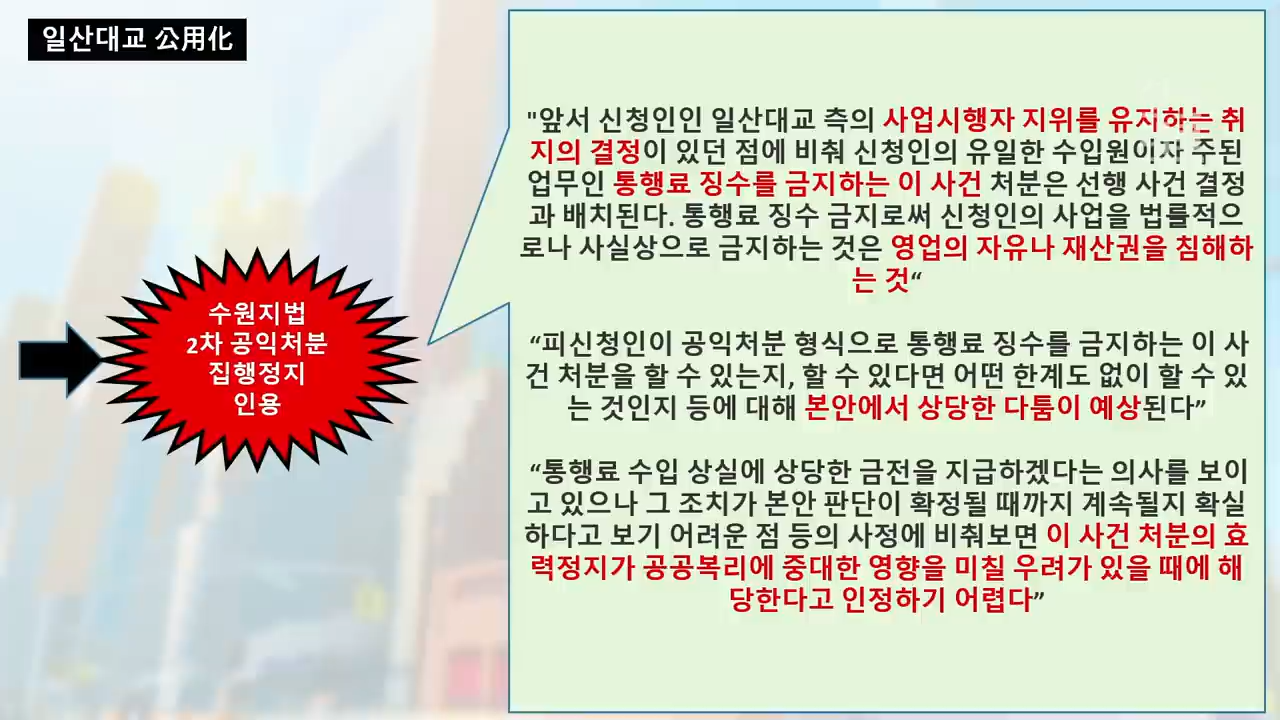 일산대교 公用化
수원지법
2차 공익처분
집행정지
인용
"앞서 신청인인 일산대교 측의 사업시행자 지위를 유지하는 취
지의 결정이 있던 점에 비춰 신청인의 유일한 수입원이자 주된
업무인 통행료 징수를 금지하는 이 사건 처분은 선행 사건 결정
과 배치된다. 통행료 징수 금지로써 신청인의 사업을 법률적으
로나 사실상으로 금지하는 것은 영업의 자유나 재산권을 침해하
는 것“
“피신청인이 공익처분 형식으로 통행료 징수를 금지하는 이 사
건 처분을 할 수 있는지, 할 수 있다면 어떤 한계도 없이 할 수 있
는 것인지 등에 대해 본안에서 상당한 다툼이 예상된다”
“통행료 수입 상실에 상당한 금전을 지급하겠다는 의사를 보이
고 있으나 그 조치가 본안 판단이 확정될 때까지 계속될지 확실
하다고 보기 어려운 점 등의 사정에 비춰보면 이 사건 처분의 효
력정지가 공공복리에 중대한 영향을 미칠 우려가 있을 때에 해
당한다고 인정하기 어렵다”